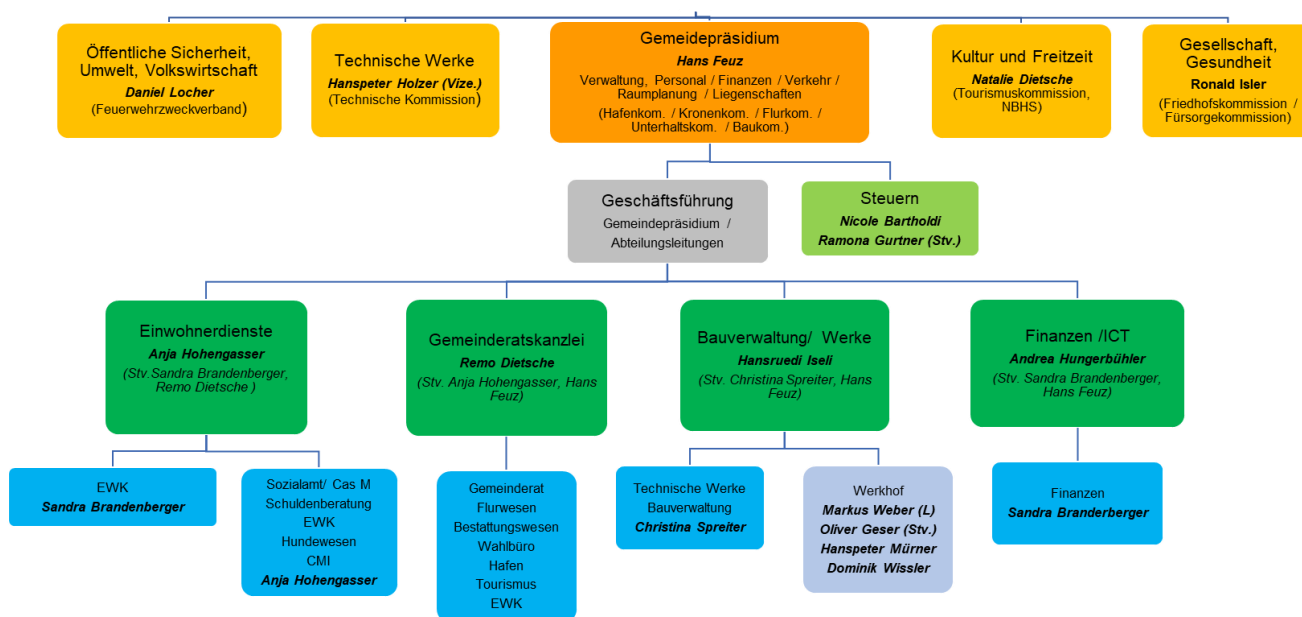 Öffentliche Sicherheit,
Umwelt, Volkswirtschaft
Daniel Locher
(Feuerwehrzweckverband)
Technische Werke
Hanspeter Holzer (Vize.)
(Technische Kommission)
Gemeidepräsidium
Hans Feuz
Verwaltung, Personal / Finanzen / Verkehr /
Raumplanung / Liegenschaften
(Hafenkom. / Kronenkom. / Flurkom. /
Unterhaltskom. / Baukom.)
Kultur und Freitzeit
Natalie Dietsche
(Tourismuskommission,
NBHS)
Gesellschaft,
Gesundheit
Ronald Isler
(Friedhofskommission /
Fürsorgekommission)
Geschäftsführung
Gemeindepräsidium /
Abteilungsleitungen
Steuern
Nicole Bartholdi
Ramona Gurtner (Stv.)
Einwohnerdienste
Anja Hohengasser
(Stv.Sandra Brandenberger,
Remo Dietsche )
Gemeinderatskanzlei
Remo Dietsche
(Stv. Anja Hohengasser, Hans
Feuz)
Bauverwaltung/ Werke
Hansruedi Iseli
(Stv. Christina Spreiter, Hans
Feuz)
Finanzen /ICT
Andrea Hungerbühler
(Stv. Sandra Brandenberger,
Hans Feuz)
EWK
Sandra Brandenberger
Sozialamt/ Cas M
Schuldenberatung
EWK
Hundewesen
CMI
Anja Hohengasser
Gemeinderat
Flurwesen
Bestattungswesen
Wahlbüro
Hafen
Tourismus
EWK
Technische Werke
Bauverwaltung
Christina Spreiter
Werkhof
Markus Weber (L)
Oliver Geser (Stv.)
Hanspeter Mürner
Dominik Wissler
Finanzen
Sandra Branderberger